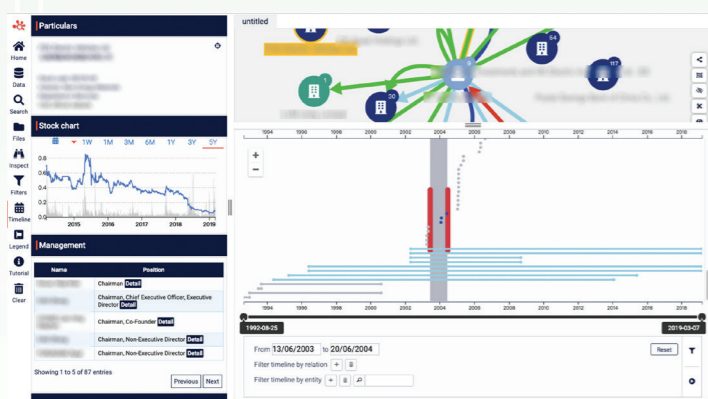 Particulars
Home
Data
Search
Files
Inspect
Filters
Timeline
Legend
Tutorial
Clear
Stock chart
1W 1M 3M 6M 1Y 3Y 5Y
0.8
0.6
0.4
0.2
0.0
2015 2016 2017 2018 2019
Management
Name Position
Chairman Detail
Chairman, Chief Executive Officer, Executive
Director Detail
Chairman, Co-Founder Detail
Chairman, Non-Executive Director Detail
Chairman, Non-Executive Director Detail
Showing 1 to 5 of 87 entries
Previous Next
untitled
54
117
1
30
9
1994 1996 1998 2000 2002 2004 2006 2008 2010 2012 2014 2016 2018
+
−
1994 1996 1998 2000 2002 2004 2006 2008 2010 2012 2014 2016 2018
1992-08-25 2019-03-07
From 13/06/2003 to 20/06/2004 Reset
Filter timeline by relation +
Filter timeline by entity +